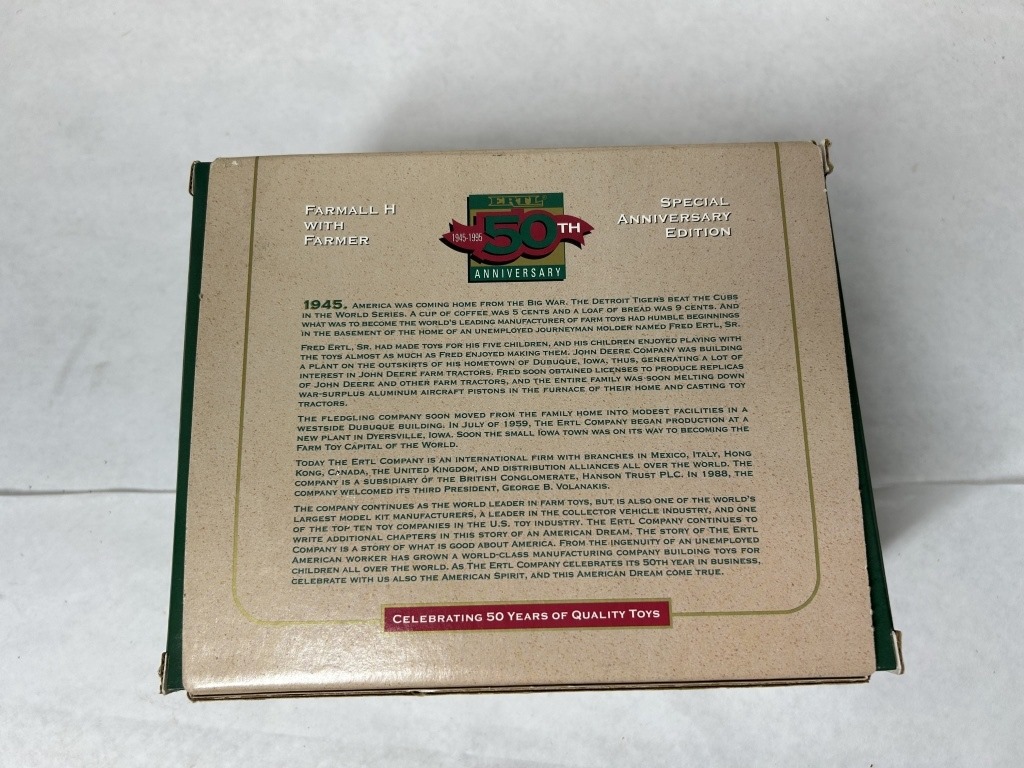 FARMALL H
WITH
FARMER
ERTL
1945-1995 50TH
ANNIVERSARY
SPECIAL
ANNIVERSARY
EDITION
1945. AMERICA WAS COMING HOME FROM THE BIG WAR. THE DETROIT TIGERS BEAT THE CUBS
IN THE WORLD SERIES. A CUP OF COFFEE WAS 5 CENTS AND A LOAF OF BREAD WAS 9 CENTS. AND
WHAT WAS TO BECOME THE WORLD'S LEADING MANUFACTURER OF FARM TOYS HAD HUMBLE BEGINNINGS
IN THE BASEMENT OF THE HOME OF AN UNEMPLOYED JOURNEYMAN MOLDER NAMED FRED ERTL, SR.
FRED ERTL, SR. HAD MADE TOYS FOR HIS FIVE CHILDREN, AND HIS CHILDREN ENJOYED PLAYING WITH
THE TOYS ALMOST AS MUCH AS FRED ENJOYED MAKING THEM. JOHN DEERE COMPANY WAS BUILDING
A PLANT ON THE OUTSKIRTS OF HIS HOMETOWN OF DUBUQUE, IOWA, THUS, GENERATING A LOT OF
INTEREST IN JOHN DEERE FARM TRACTORS. FRED SOON OBTAINED LICENSES TO PRODUCE REPLICAS
OF JOHN DEERE AND OTHER FARM TRACTORS, AND THE ENTIRE FAMILY WAS SOON MELTING DOWN
WAR-SURPLUS ALUMINUM AIRCRAFT PISTONS IN THE FURNACE OF THEIR HOME AND CASTING TOY
TRACTORS.
THE FLEDGLING COMPANY SOON MOVED FROM THE FAMILY HOME INTO MODEST FACILITIES IN A
WESTSIDE DUBUQUE BUILDING. IN JULY OF 1959, THE ERTL COMPANY BEGAN PRODUCTION AT A
NEW PLANT IN DYERSVILLE, IOWA. SOON THE SMALL IOWA TOWN WAS ON ITS WAY TO BECOMING THE
FARM TOY CAPITAL OF THE WORLD.
TODAY THE ERTL COMPANY IS AN INTERNATIONAL FIRM WITH BRANCHES IN MEXICO, ITALY, HONG
KONG, CANADA, THE UNITED KINGDOM, AND DISTRIBUTION ALLIANCES ALL OVER THE WORLD. THE
COMPANY IS A SUBSIDIARY OF THE BRITISH CONGLOMERATE, HANSON TRUST PLC. IN 1988, THE
COMPANY WELCOMED ITS THIRD PRESIDENT, GEORGE B. VOLANAKIS.
THE COMPANY CONTINUES AS THE WORLD LEADER IN FARM TOYS, BUT IS ALSO ONE OF THE WORLD'S
LARGEST MODEL KIT MANUFACTURERS, A LEADER IN THE COLLECTOR VEHICLE INDUSTRY, AND ONE
OF THE TOP TEN TOY COMPANIES IN THE U.S. TOY INDUSTRY. THE ERTL COMPANY CONTINUES TO
WRITE ADDITIONAL CHAPTERS IN THIS STORY OF AN AMERICAN DREAM. THE STORY OF THE ERTL
COMPANY IS A STORY OF WHAT IS GOOD ABOUT AMERICA. FROM THE INGENUITY OF AN UNEMPLOYED
AMERICAN WORKER HAS GROWN A WORLD-CLASS MANUFACTURING COMPANY BUILDING TOYS FOR
CHILDREN ALL OVER THE WORLD. AS THE ERTL COMPANY CELEBRATES ITS 50TH YEAR IN BUSINESS,
CELEBRATE WITH US ALSO THE AMERICAN SPIRIT, AND THIS AMERICAN DREAM COME TRUE.
CELEBRATING 50 YEARS OF QUALITY TOYS